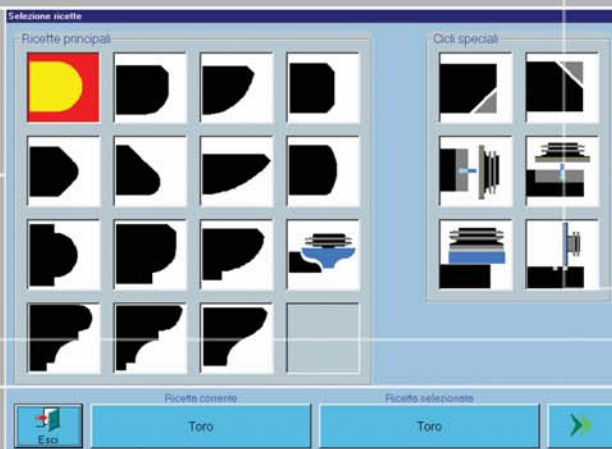 Selezione ricette
Ricette principali
Cicli speciali
Ricetta corrente
Ricetta selezionata
Esci
Toro
Toro